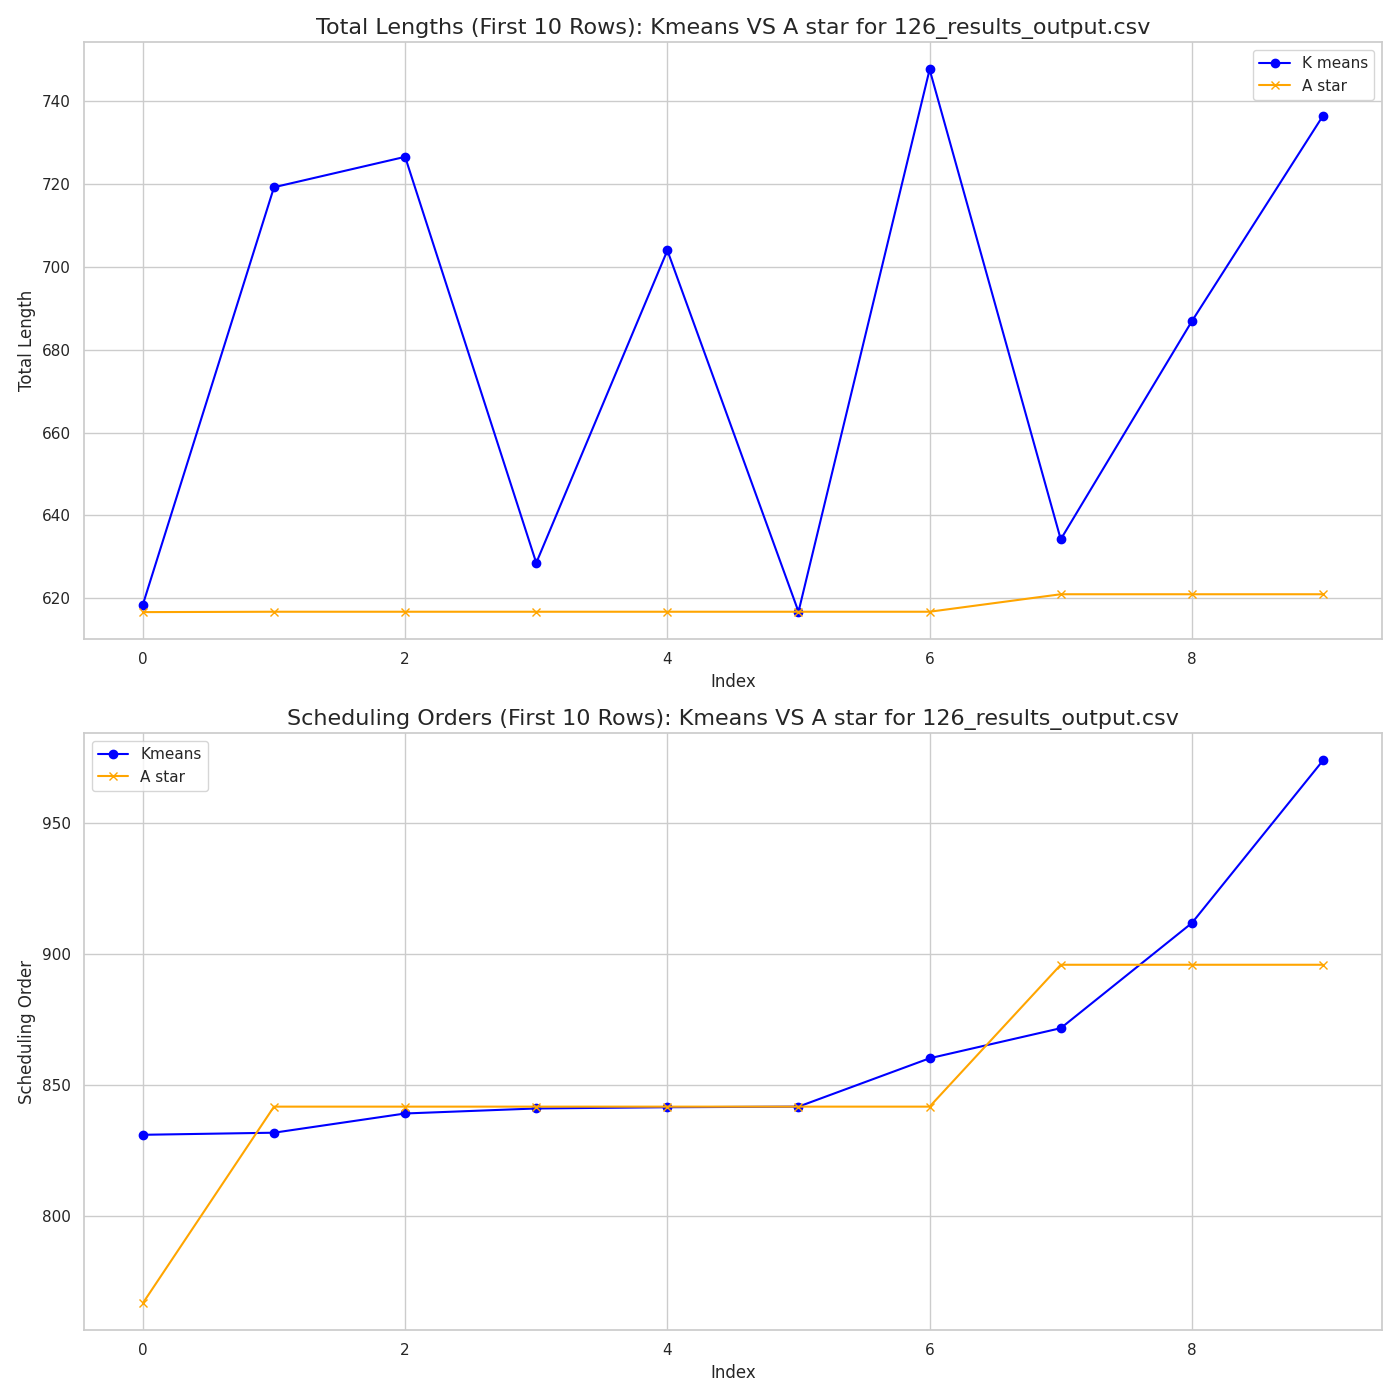 Total Lengths (First 10 Rows): Kmeans VS A star for 126_results_output.csv
K means
A star
740
720
700
680
660
640
620
Total Length
0 2 4 6 8
Index
Scheduling Orders (First 10 Rows): Kmeans VS A star for 126_results_output.csv
Kmeans
A star
950
900
850
800
Scheduling Order
0 2 4 6 8
Index